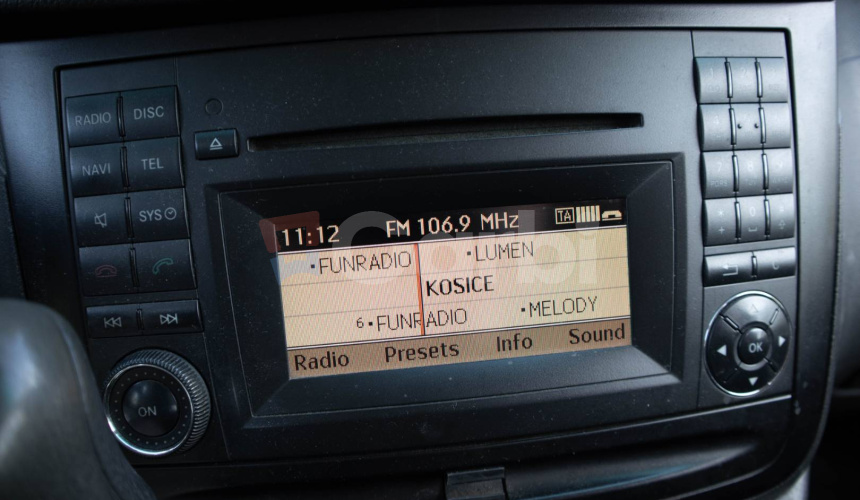 RADIO DISC
NAVI TEL
SYS
ON
11:12 FM 106.9 MHz TA
•FUNRADIO •LUMEN
KOSICE
6•FUNRADIO •MELODY
Radio Presets Info Sound
OK